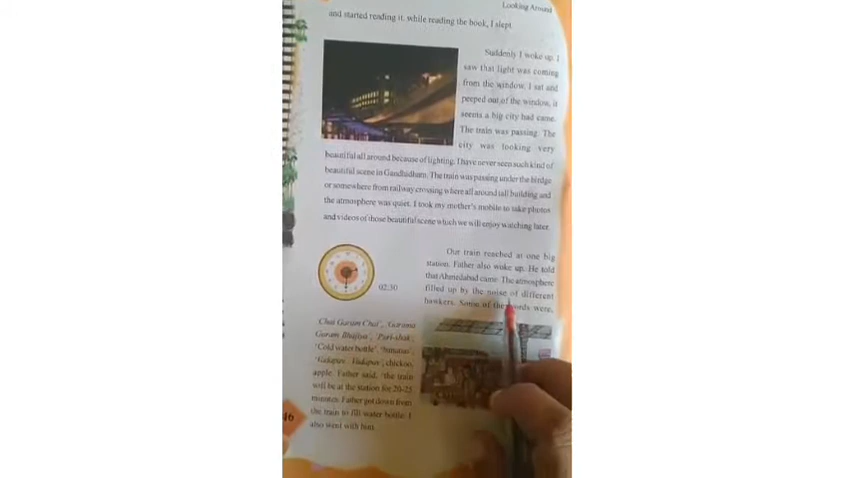 Looking Around
and started reading it. while reading the book, I slept.
Suddenly I woke up. I
saw that light was coming
from the window. I sat and
peeped out of the window, it
seems a big city had came.
The train was passing. The
city was looking very
beautiful all around because of lighting. I have never seen such kind of
beautiful scene in Gandhidham. The train was passing under the bridge
or somewhere from railway crossing where all around tall building and
the atmosphere was quiet. I took my mother's mobile to take photos
and videos of those beautiful scene which we will enjoy watching later.
Our train reached at one big
station. Father also woke up. He told
that Ahmedabad came. The atmosphere
filled up by the noise of different
hawkers. Some of the words were,
02:30
'Chai Garam Chai', 'Garama
Garam Bhajiya', 'Puri-shak',
'Cold water bottle', 'bananas',
'Vadapav, Vadapav', chickoo,
apple. Father said, 'the train
will be at the station for 20-25
minutes. Father got down from
the train to fill water bottle. I
also went with him.
46